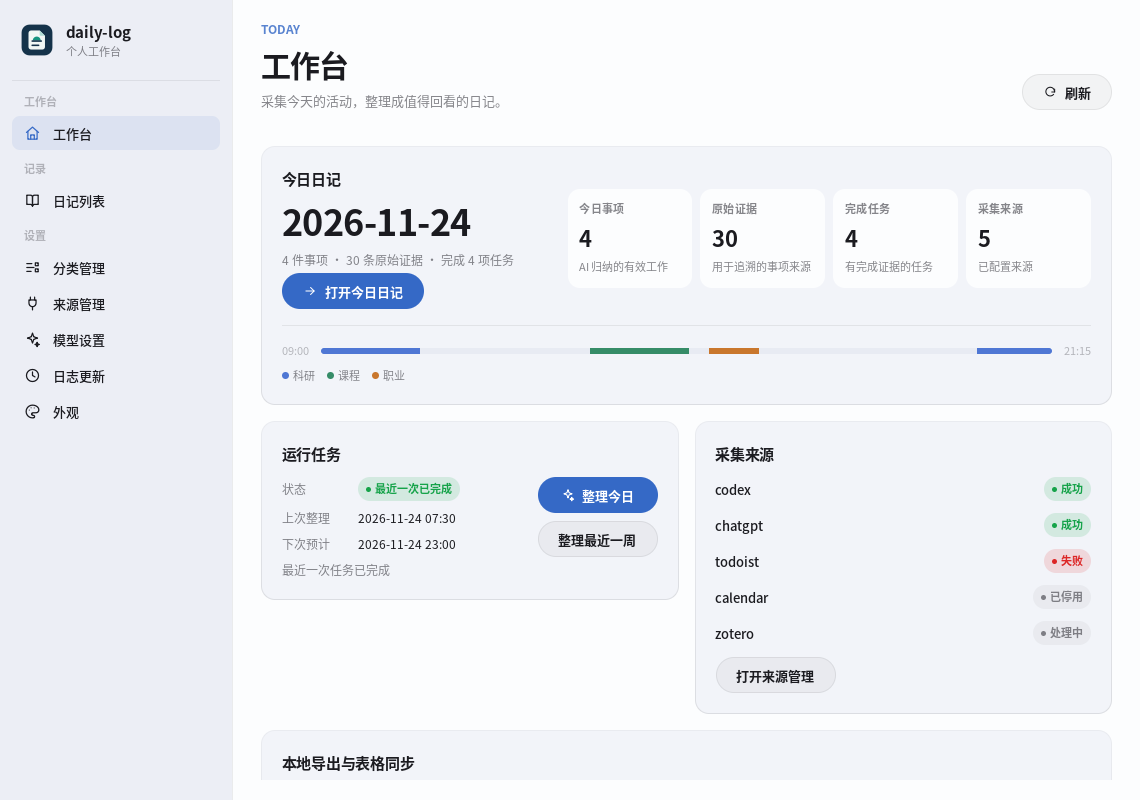 daily-log
个人工作台
工作台
工作台
记录
日记列表
设置
分类管理
来源管理
模型设置
日志更新
外观
TODAY
工作台
采集今天的活动，整理成值得回看的日记。
刷新
今日日记
2026-11-24
4 件事项 · 30 条原始证据 · 完成 4 项任务
打开今日日记
今日事项
4
AI 归纳的有效工作
原始证据
30
用于追溯的事项来源
完成任务
4
有完成证据的任务
采集来源
5
已配置来源
09:00
21:15
科研
课程
职业
运行任务
状态 最近一次已完成
上次整理 2026-11-24 07:30
下次预计 2026-11-24 23:00
最近一次任务已完成
整理今日
整理最近一周
采集来源
codex 成功
chatgpt 成功
todoist 失败
calendar 已停用
zotero 处理中
打开来源管理
本地导出与表格同步